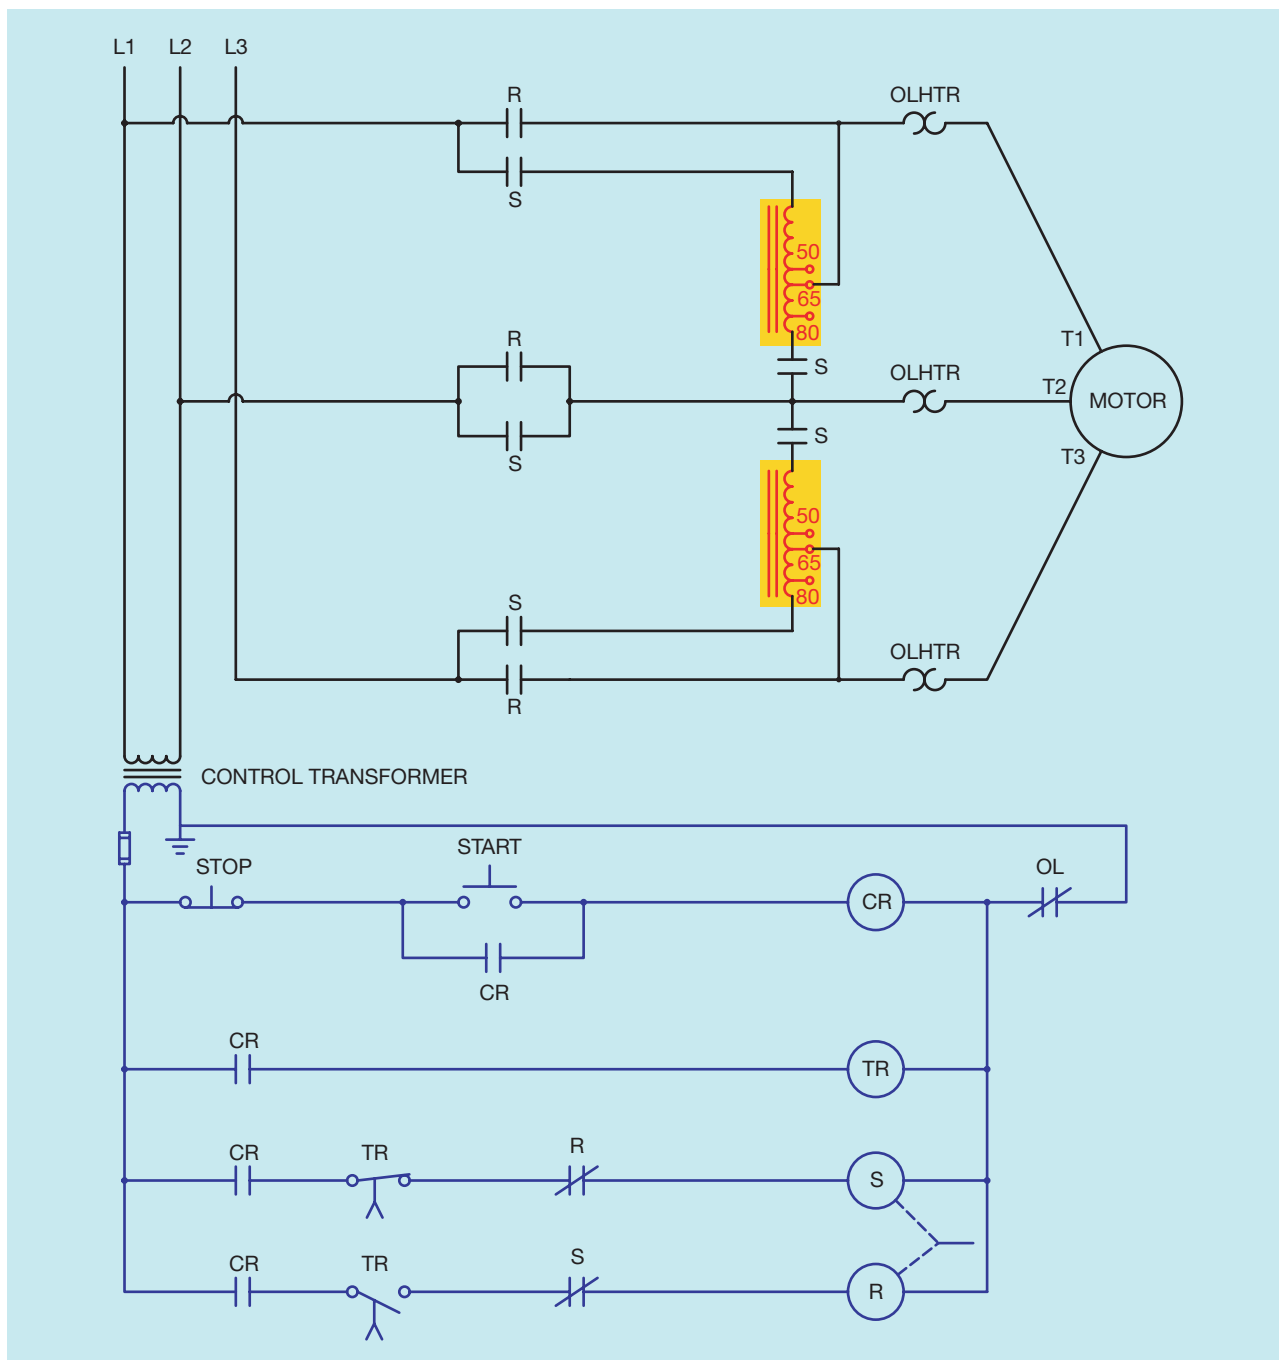 L1 L2 L3
R
OLHTR
S
50
65
80
R
S
OLHTR
T1
T2
MOTOR
S
S
T3
50
65
80
S
OLHTR
R
CONTROL TRANSFORMER
START
STOP
OL
CR
CR
CR
TR
CR
TR
R
S
CR
TR
S
R